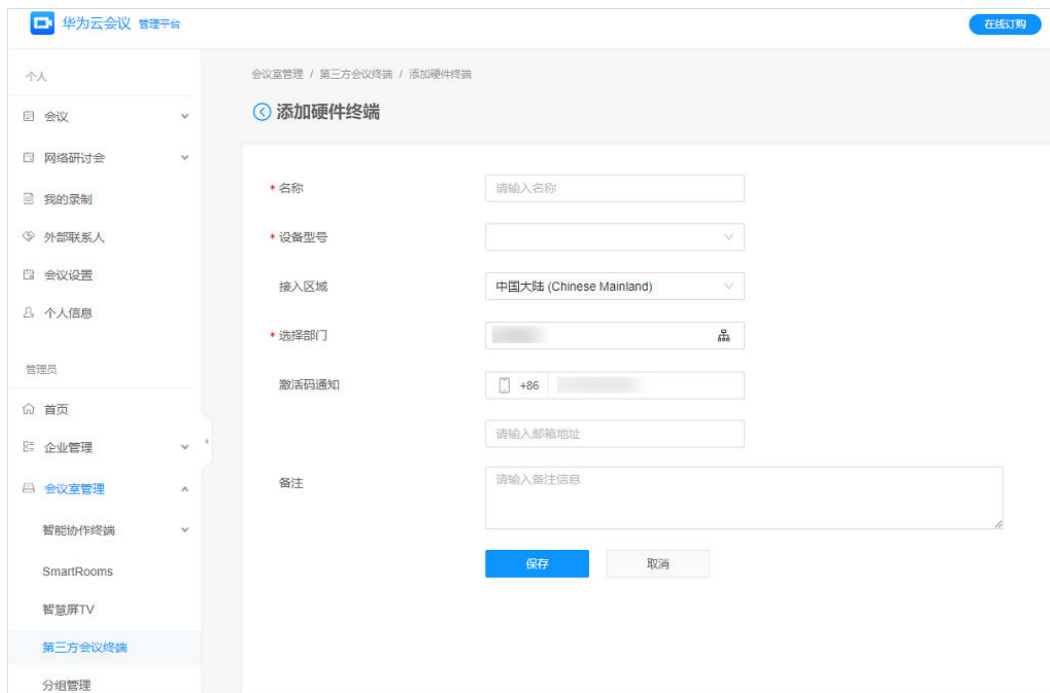 华为云会议 管理平台
在线订购
个人
会议
网络研讨会
我的录制
外部联系人
会议设置
个人信息
管理员
首页
企业管理
会议室管理
智能协作终端
SmartRooms
智慧屏TV
第三方会议终端
分组管理
会议室管理 / 第三方会议终端 / 添加硬件终端
添加硬件终端
* 名称
请输入名称
* 设备型号
接入区域
中国大陆 (Chinese Mainland)
* 选择部门
激活码通知
+86
请输入邮箱地址
备注
请输入备注信息
保存
取消